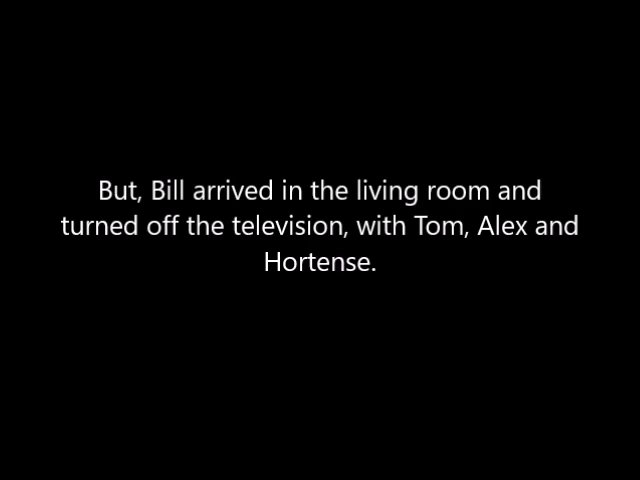 But, Bill arrived in the living room and
turned off the television, with Tom, Alex and
Hortense.